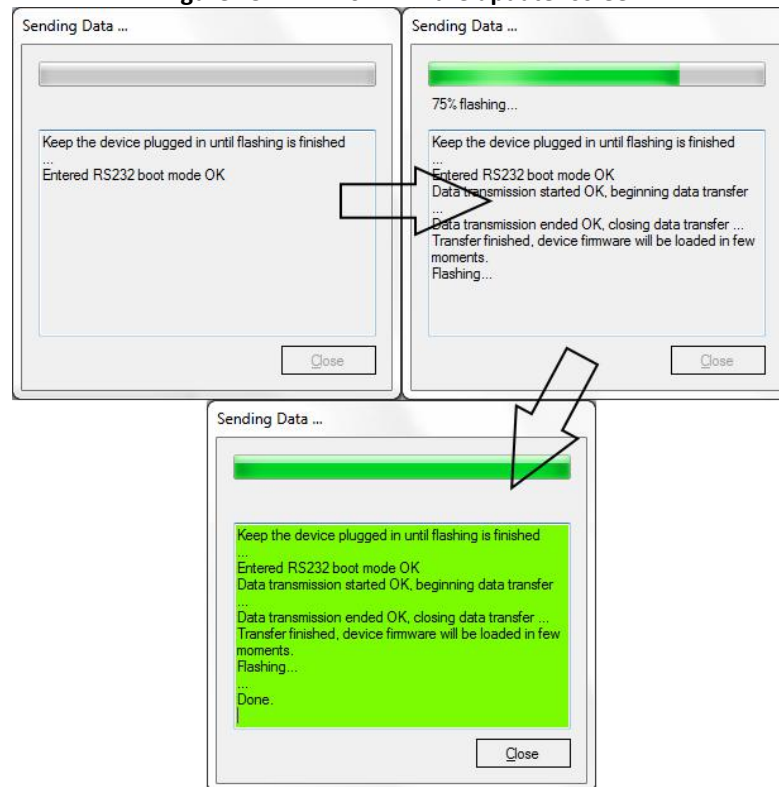 Sending Data ...
Keep the device plugged in until flashing is finished
...
Entered RS232 boot mode OK
Close
Sending Data ...
75% flashing...
Keep the device plugged in until flashing is finished
...
Entered RS232 boot mode OK
Data transmission started OK, beginning data transfer
...
Data transmission ended OK, closing data transfer ...
Transfer finished, device firmware will be loaded in few
moments.
Flashing...
Close
Sending Data ...
Keep the device plugged in until flashing is finished
...
Entered RS232 boot mode OK
Data transmission started OK, beginning data transfer
...
Data transmission ended OK, closing data transfer ...
Transfer finished, device firmware will be loaded in few
moments.
Flashing...
...
Done.
Close